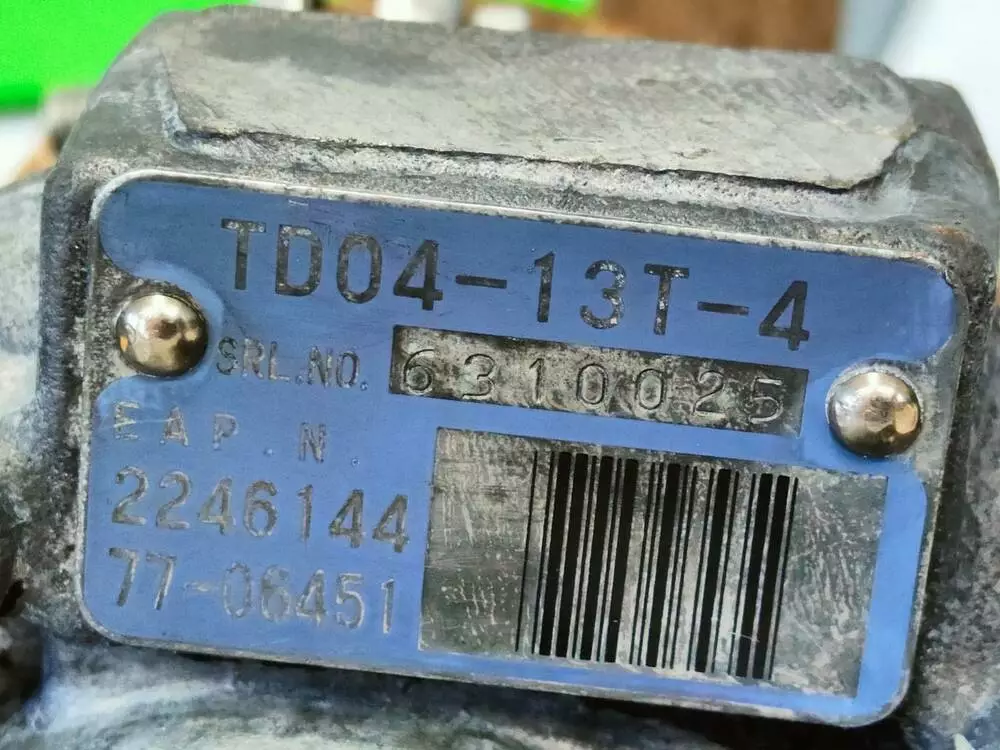 TD04-13T-4
SRL.NO. 6310025
EAP.N.
2246144
77-06451